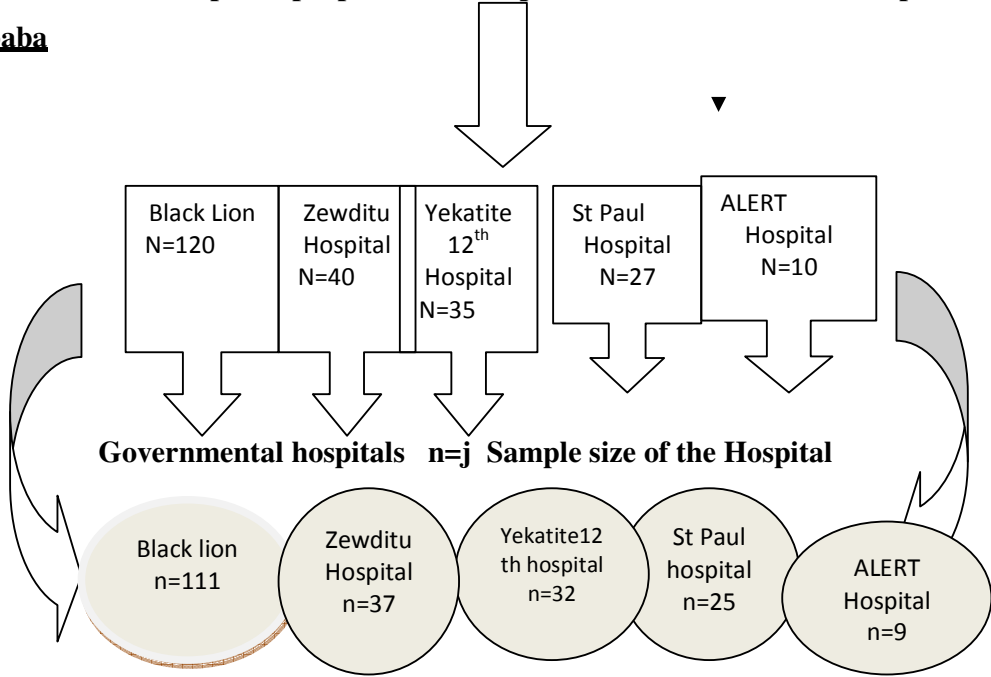 aba
Black Lion
N=120
Zewditu
Hospital
N=40
Yekatite
12th
Hospital
N=35
St Paul
Hospital
N=27
ALERT
Hospital
N=10
Governmental hospitals n=j Sample size of the Hospital
Black lion
n=111
Zewditu
Hospital
n=37
Yekatite12
th hospital
n=32
St Paul
hospital
n=25
ALERT
Hospital
n=9